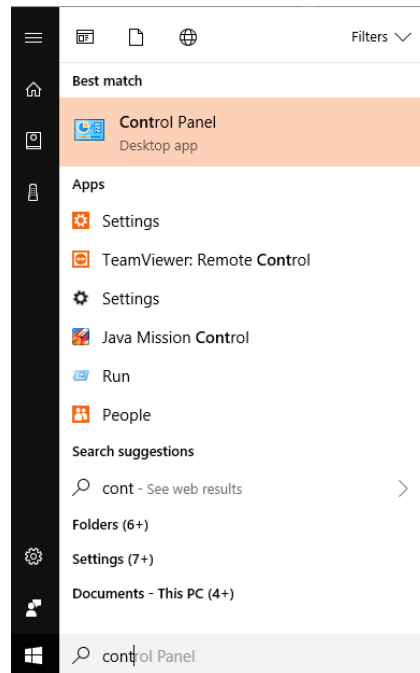 Filters
Best match
Control Panel
Desktop app
Apps
Settings
TeamViewer: Remote Control
Settings
Java Mission Control
Run
People
Search suggestions
cont - See web results
Folders (6+)
Settings (7+)
Documents - This PC (4+)
control Panel